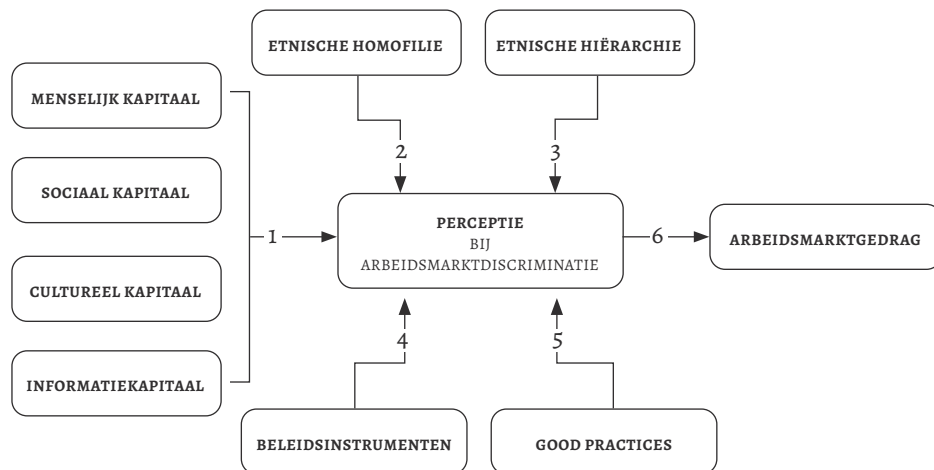 ETNISCHE HOMOFILIE
ETNISCHE HIËRARCHIE
MENSELIJK KAPITAAL
2
3
SOCIAAL KAPITAAL
1
PERCEPTIE
BIJ
ARBEIDSMARKTDISCRIMINATIE
6
ARBEIDSMARKTGEDRAG
CULTUREEL KAPITAAL
4
5
INFORMATIEKAPITAAL
BELEIDSINSTRUMENTEN
GOOD PRACTICES